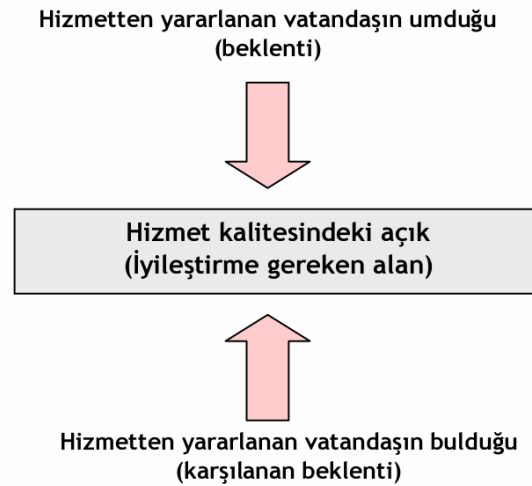 Hizmetten yararlanan vatandaşın umduğu
(beklenti)
Hizmet kalitesindeki açık
(İyileştirme gereken alan)
Hizmetten yararlanan vatandaşın bulduğu
(karşılanan beklenti)